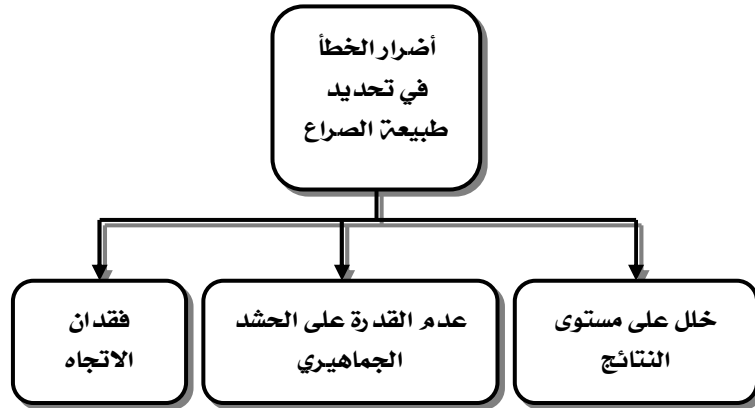 أضرار الخطأ
في تحديد
طبيعة الصراع
خلل على مستوى
النتائج
عدم القدرة على الحشد
الجماهيري
فقدان
الاتجاه